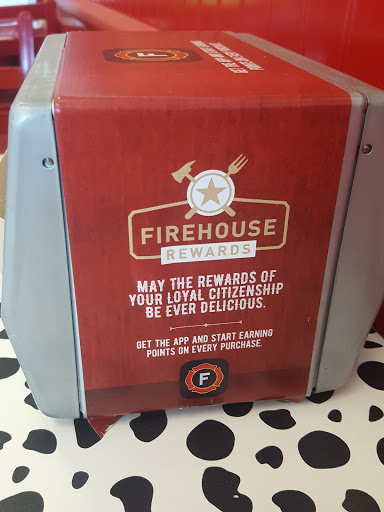 F
FIREHOUSE
REWARDS
MAY THE REWARDS OF
YOUR LOYAL CITIZENSHIP
BE EVER DELICIOUS.
GET THE APP AND START EARNING
POINTS ON EVERY PURCHASE.
F